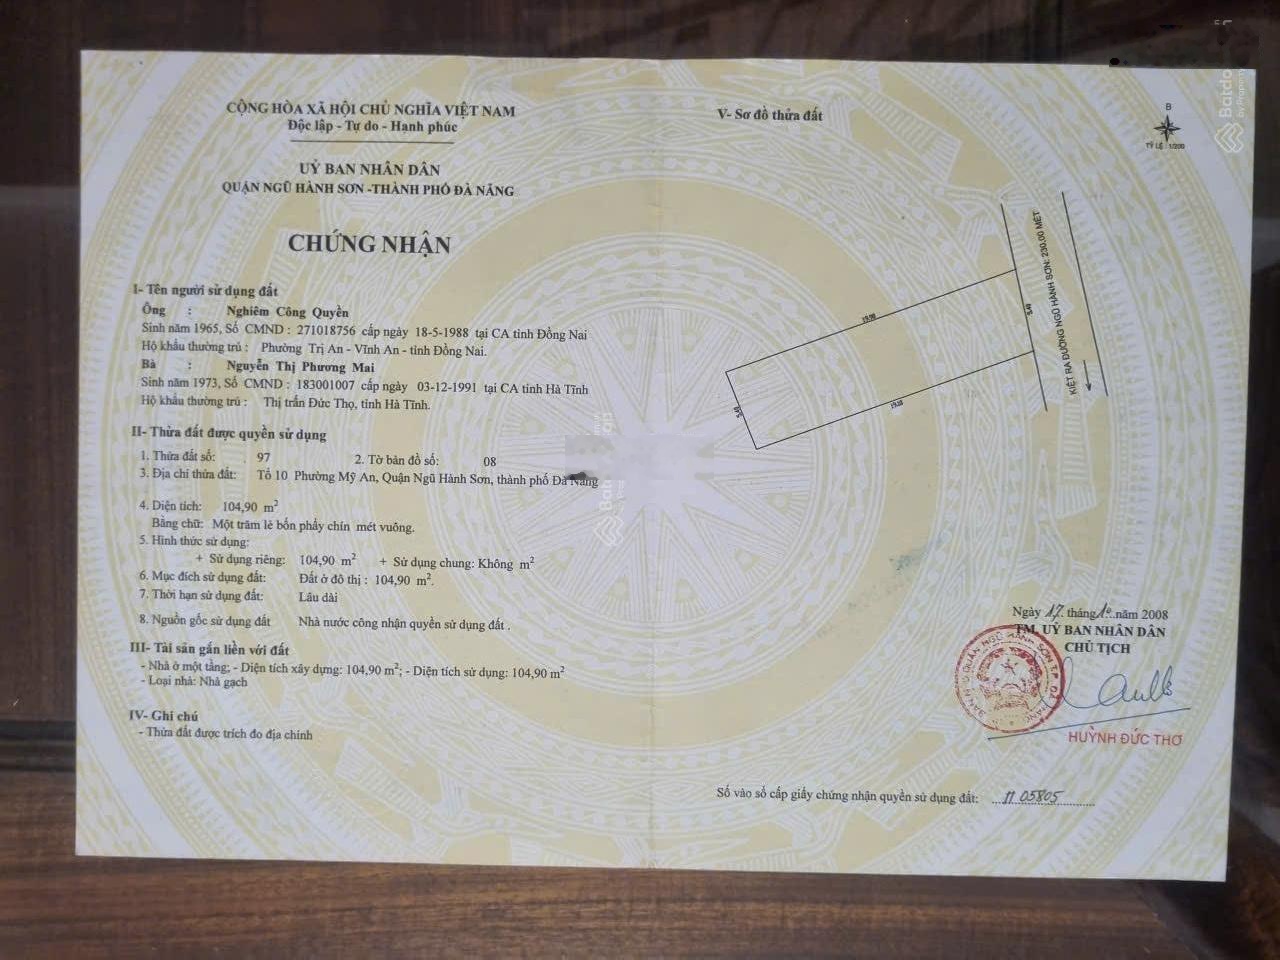 CỘNG HÒA XÃ HỘI CHỦ NGHĨA VIỆT NAM
Độc lập - Tự do - Hạnh phúc
UỶ BAN NHÂN DÂN
QUẬN NGŨ HÀNH SƠN -THÀNH PHỐ ĐÀ NẴNG
CHỨNG NHẬN
I- Tên người sử dụng đất
Ông : Nghiêm Công Quyền
Sinh năm 1965, Số CMND : 271018756 cấp ngày 18-5-1988 tại CA tỉnh Đồng Nai
Hộ khẩu thường trú : Phường Trị An - Vĩnh An - tỉnh Đồng Nai.
Bà : Nguyễn Thị Phương Mai
Sinh năm 1973, Số CMND : 183001007 cấp ngày 03-12-1991 tại CA tỉnh Hà Tĩnh
Hộ khẩu thường trú : Thị trấn Đức Thọ, tỉnh Hà Tĩnh.
II- Thửa đất được quyền sử dụng
1. Thửa đất số: 97 2. Tờ bản đồ số: 08
3. Địa chỉ thửa đất: Tổ 10 Phường Mỹ An, Quận Ngũ Hành Sơn, thành phố Đà Nẵng
4. Diện tích: 104,90 m²
Bằng chữ: Một trăm lẻ bốn phẩy chín mét vuông.
5. Hình thức sử dụng:
+ Sử dụng riêng: 104,90 m² + Sử dụng chung: Không m²
6. Mục đích sử dụng đất: Đất ở đô thị : 104,90 m².
7. Thời hạn sử dụng đất: Lâu dài
8. Nguồn gốc sử dụng đất Nhà nước công nhận quyền sử dụng đất .
III- Tài sản gắn liền với đất
- Nhà ở một tầng; - Diện tích xây dựng: 104,90 m²; - Diện tích sử dụng: 104,90 m²
- Loại nhà: Nhà gạch
IV- Ghi chú
- Thửa đất được trích đo địa chính
V- Sơ đồ thửa đất
B
TỶ LỆ : 1/200
KIỆT RA ĐƯỜNG NGŨ HÀNH SƠN: 230,00 MÉT
5.40
Ngày 17 tháng 10 năm 2008
TM. UỶ BAN NHÂN DÂN
CHỦ TỊCH
HUỲNH ĐỨC THƠ
Số vào sổ cấp giấy chứng nhận quyền sử dụng đất: 11 05805
Batdo
by Property